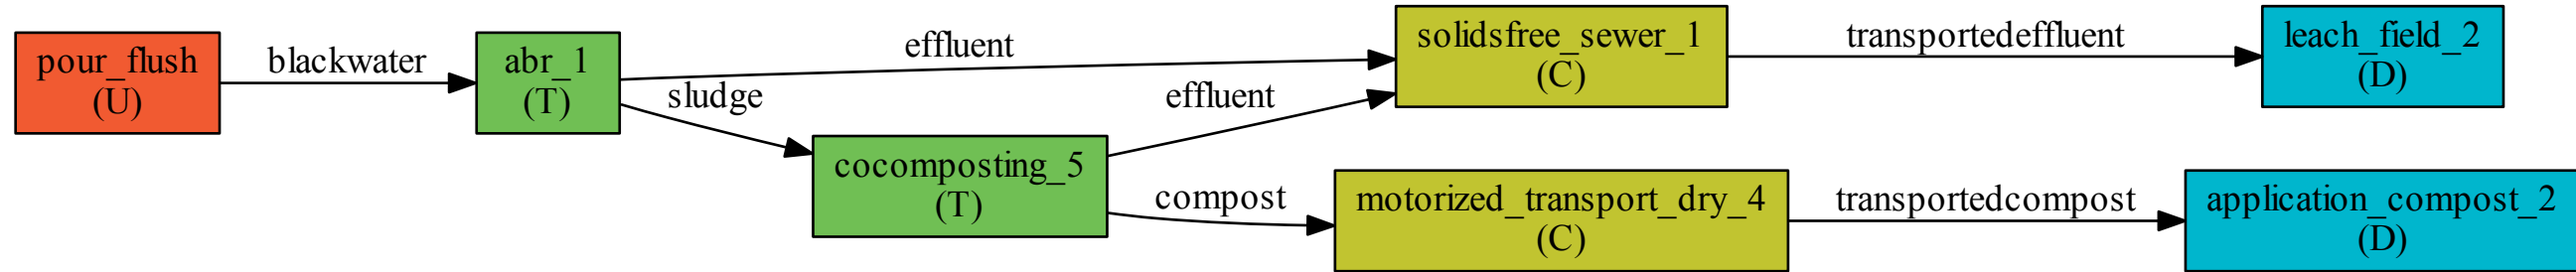 pour_flush
(U)
blackwater
abr_1
(T)
effluent
sludge
cocomposting_5
(T)
effluent
compost
solidsfree_sewer_1
(C)
motorized_transport_dry_4
(C)
transportedeffluent
transportedcompost
leach_field_2
(D)
application_compost_2
(D)